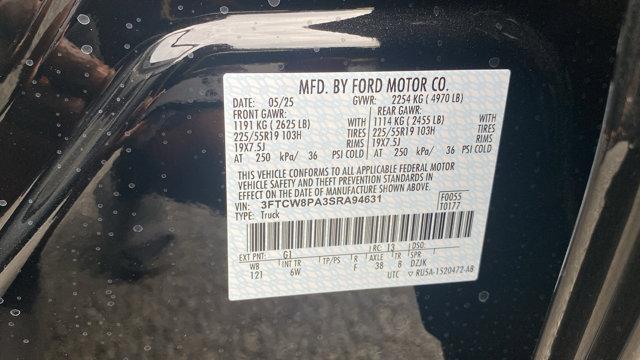 MFD. BY FORD MOTOR CO.
DATE: 05/25 GVWR: 2254 KG ( 4970 LB)
FRONT GAWR: REAR GAWR:
1191 KG ( 2625 LB) WITH 1114 KG ( 2455 LB) WITH
225/55R19 103H TIRES 225/55R19 103H TIRES
19X7.5J RIMS 19X7.5J RIMS
AT 250 kPa/ 36 PSI COLD AT 250 kPa/ 36 PSI COLD
THIS VEHICLE CONFORMS TO ALL APPLICABLE FEDERAL MOTOR
VEHICLE SAFETY AND THEFT PREVENTION STANDARDS IN
EFFECT ON THE DATE OF MANUFACTURE SHOWN ABOVE.
VIN: 3FTCW8PA3SRA94631 F0055
TYPE: Truck T0177
EXT PNT: G1 RC: 13 DSO:
WB INT TR TP/PS R AXLE TR SPR
121 6W F 38 8 DZJK
UTC ▽ RU5A-1520472-AB